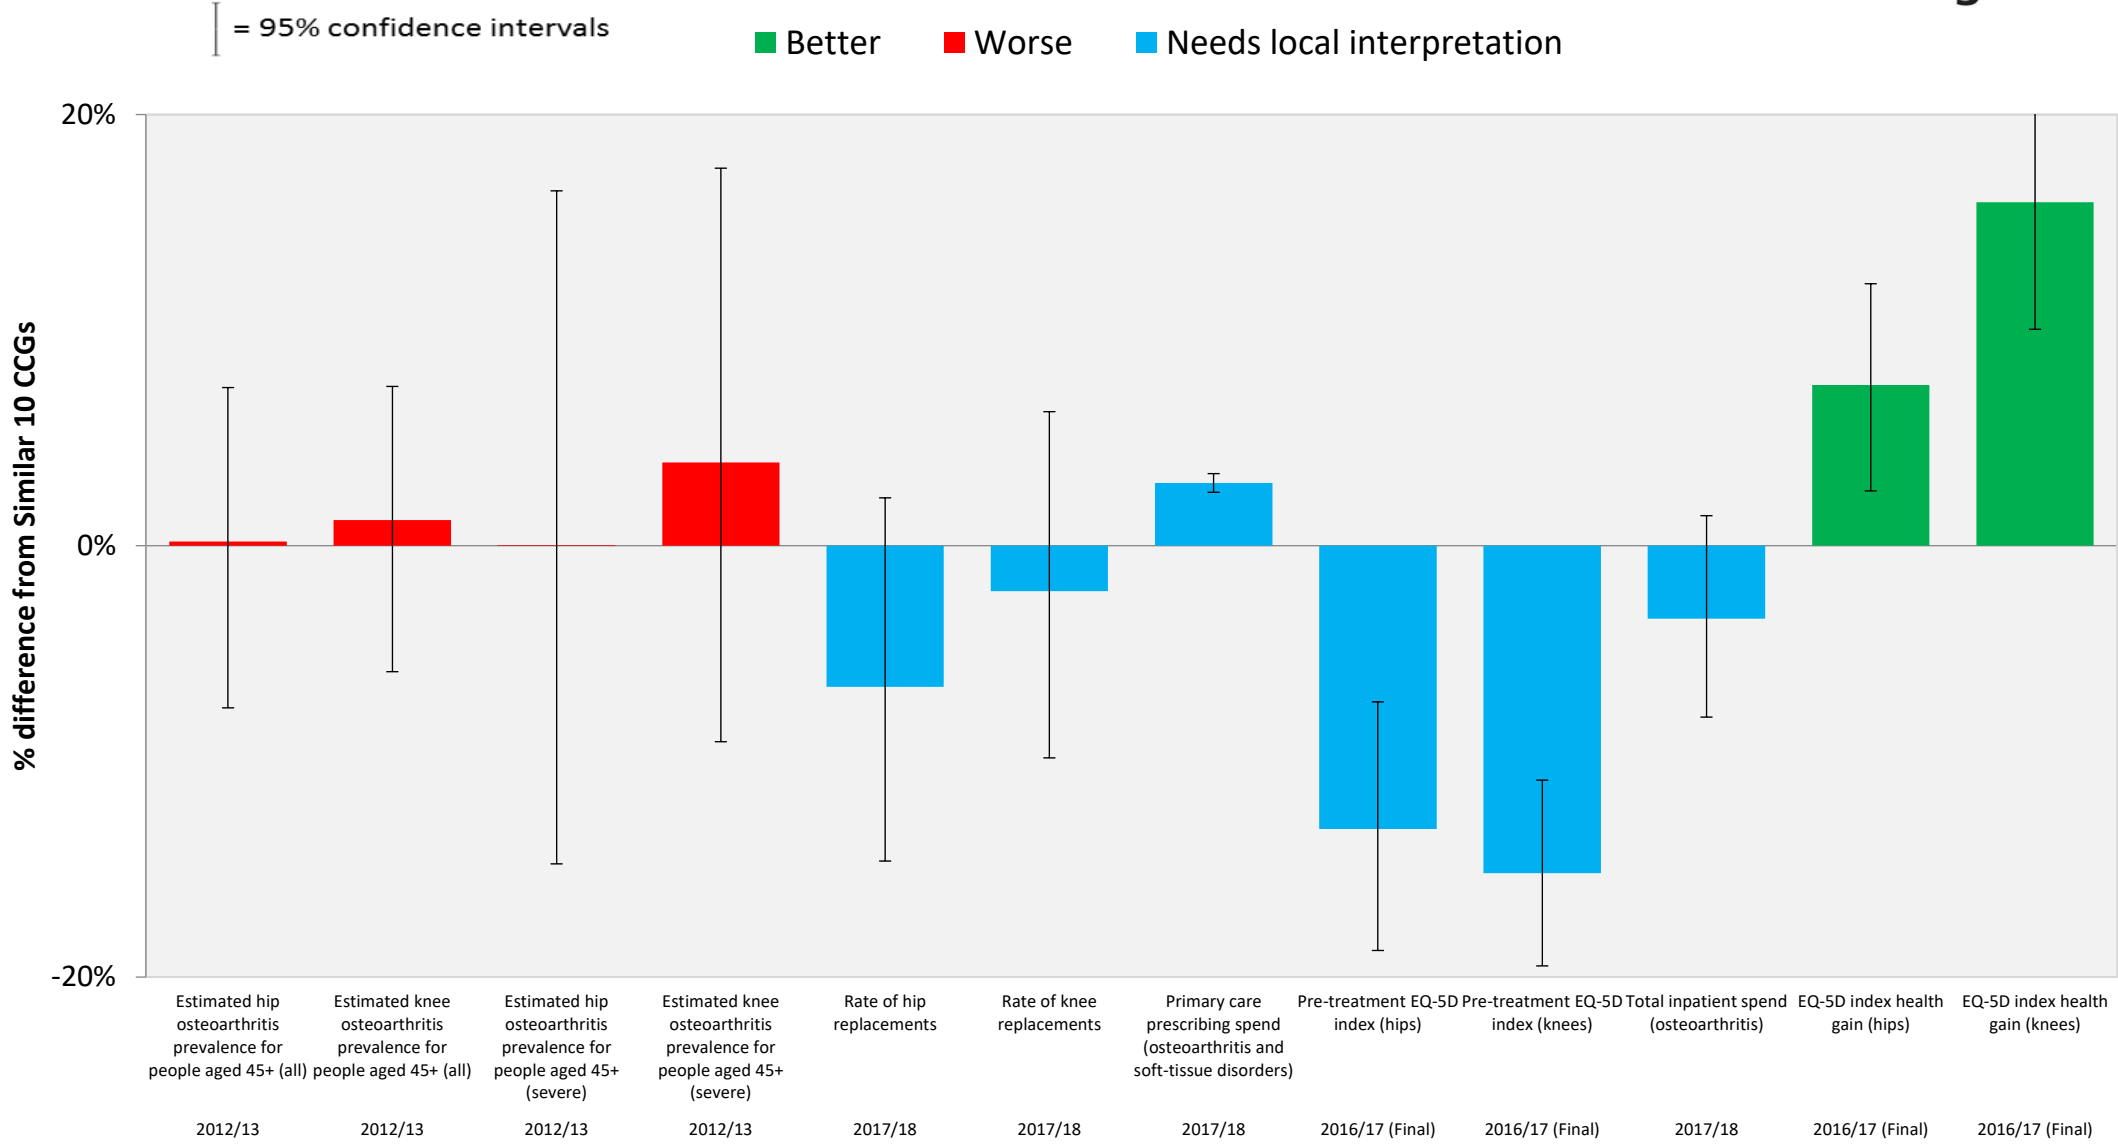 = 95% confidence intervals
Better
Worse
Needs local interpretation
20%
0%
-20%
% difference from Similar 10 CCGs
Estimated hip
osteoarthritis
prevalence for
people aged 45+ (all)
2012/13
Estimated knee
osteoarthritis
prevalence for
people aged 45+ (all)
2012/13
Estimated hip
osteoarthritis
prevalence for
people aged 45+
(severe)
2012/13
Estimated knee
osteoarthritis
prevalence for
people aged 45+
(severe)
2012/13
Rate of hip
replacements
2017/18
Rate of knee
replacements
2017/18
Primary care
prescribing spend
(osteoarthritis and
soft-tissue disorders)
2017/18
Pre-treatment EQ-5D
index (hips)
2016/17 (Final)
Pre-treatment EQ-5D
index (knees)
2016/17 (Final)
Total inpatient spend
(osteoarthritis)
2017/18
EQ-5D index health
gain (hips)
2016/17 (Final)
EQ-5D index health
gain (knees)
2016/17 (Final)